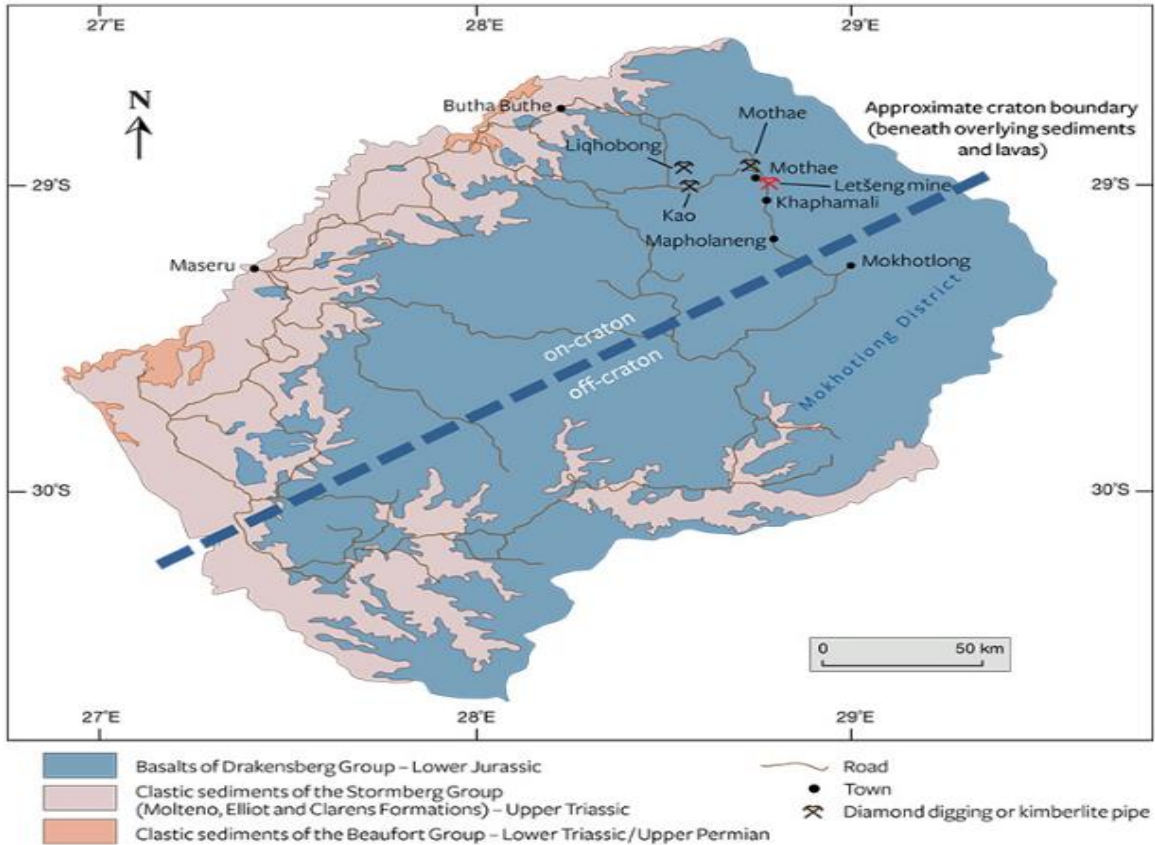 27°E
28°E
29°E
N
Butha Buthe
Liqhobong
Mothae
Approximate craton boundary
(beneath overlying sediments
and lavas)
29°S
Mothae
Letšeng mine
29°S
Kao
Khaphamali
Mapholaneng
Maseru
Mokhotlong
on-craton
off-craton
Mokhotlong District
30°S
30°S
0
50 km
27°E
28°E
29°E
Basalts of Drakensberg Group – Lower Jurassic
Clastic sediments of the Stormberg Group
(Molteno, Elliot and Clarens Formations) – Upper Triassic
Clastic sediments of the Beaufort Group – Lower Triassic/Upper Permian
Road
Town
Diamond digging or kimberlite pipe